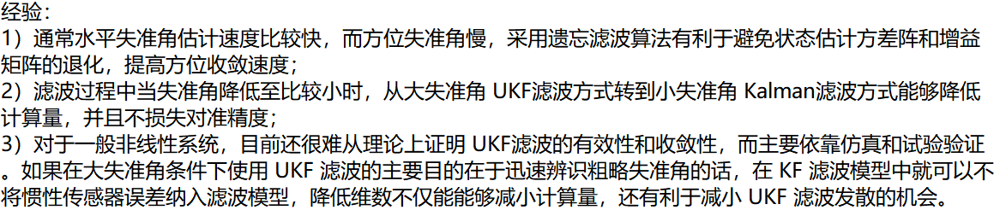 经验：
1）通常水平失准角估计速度比较快，而方位失准角慢，采用遗忘滤波算法有利于避免状态估计方差阵和增益
矩阵的退化，提高方位收敛速度；
2）滤波过程中当失准角降低至比较小时，从大失准角 UKF滤波方式转到小失准角 Kalman滤波方式能够降低
计算量，并且不损失对准精度；
3）对于一般非线性系统，目前还很难从理论上证明 UKF滤波的有效性和收敛性，而主要依靠仿真和试验验证
。如果在大失准角条件下使用 UKF 滤波的主要目的在于迅速辨识粗略失准角的话，在 KF 滤波模型中就可以不
将惯性传感器误差纳入滤波模型，降低维数不仅能能够减小计算量，还有利于减小 UKF 滤波发散的机会。